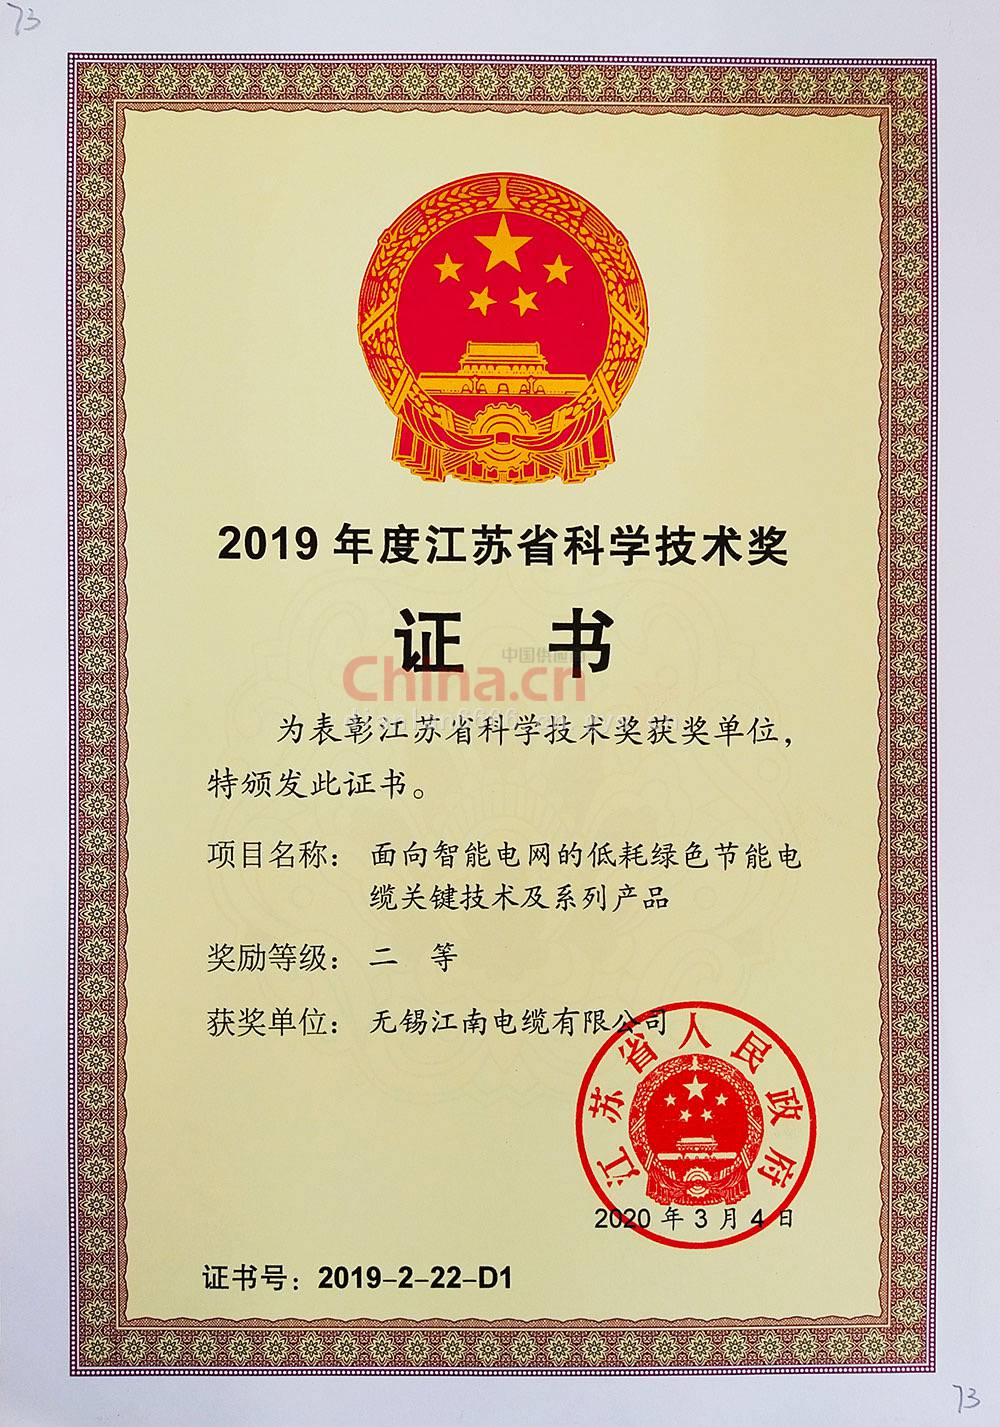 73
2019 年度江苏省科学技术奖
证 书
中国供应商
China.cn
为表彰江苏省科学技术奖获奖单位，
特颁发此证书。
项目名称： 面向智能电网的低耗绿色节能电
缆关键技术及系列产品
奖励等级： 二 等
获奖单位： 无锡江南电缆有限公司
江苏省人民政府
2020 年 3 月 4 日
证书号：2019-2-22-D1
73